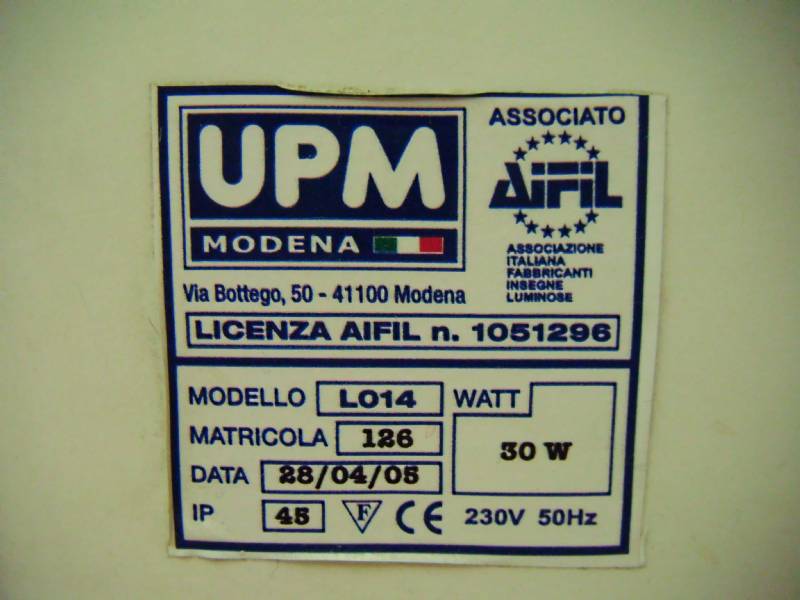 UPM
MODENA
Via Bottego, 50 - 41100 Modena
ASSOCIATO
AIFIL
ASSOCIAZIONE
ITALIANA
FABBRICANTI
INSEGNE
LUMINOSE
LICENZA AIFIL n. 1051296
MODELLO L014
MATRICOLA 126
DATA 28/04/05
IP 45 F CE
WATT
30 W
230V 50Hz